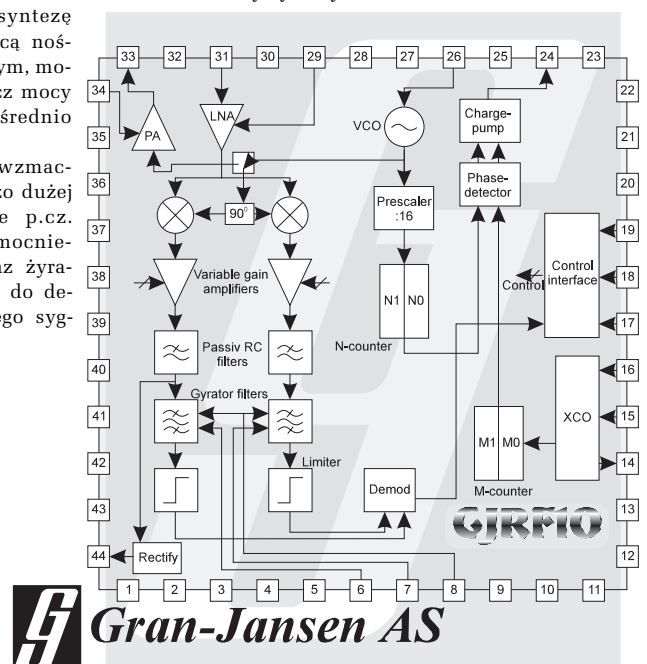 syntezę
cą noś-
ym, mo-
cz mocy
średnio
wzmac-
zo dużej
e p.cz.
mocnie-
az żyra-
do de-
ego syg-
33 32 31 30 29 28 27 26 25 24 23
34
35
36
37
38
39
40
41
42
43
44
PA
LNA
VCO
Charge-
pump
Phase-
detector
90°
Prescaler
:16
Variable gain
amplifiers
N1 N0
N-counter
Control
Control
interface
Passiv RC
filters
Gyrator filters
Limiter
XCO
M1 M0
M-counter
Demod
Rectify
GJRF10
22
21
20
19
18
17
16
15
14
13
12
1 2 3 4 5 6 7 8 9 10 11
Gran-Jansen AS